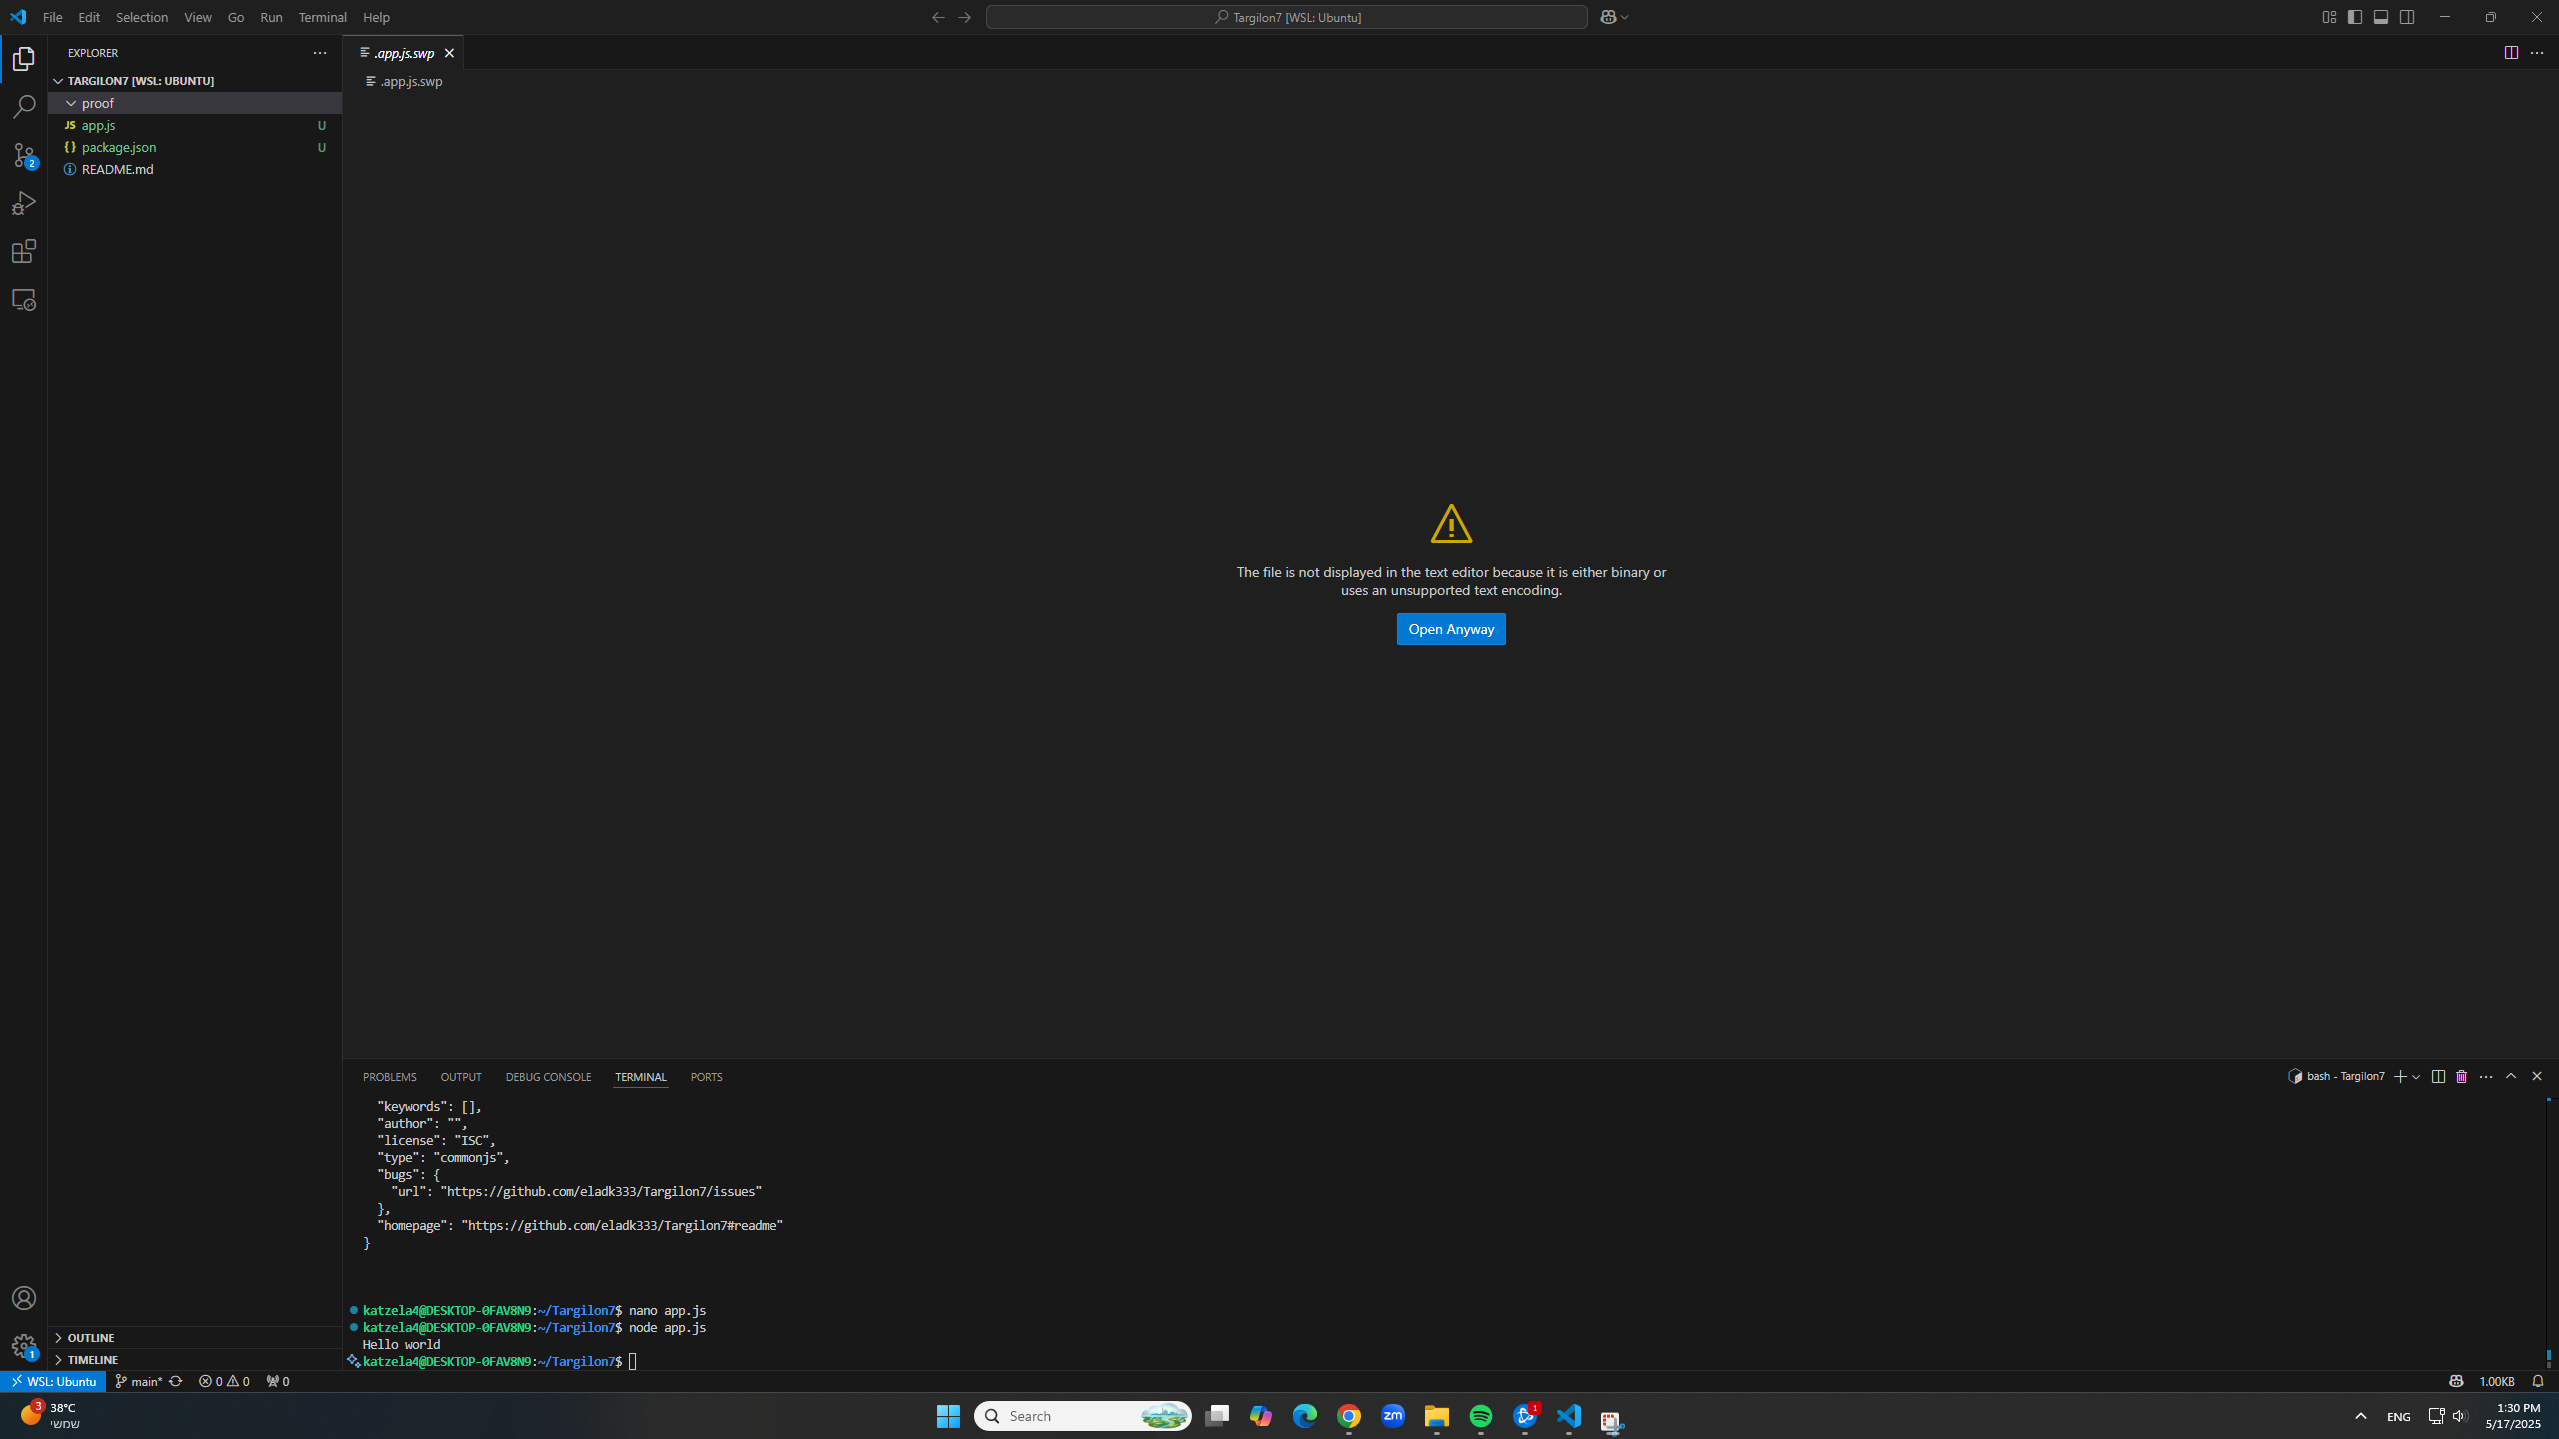 File Edit Selection View Go Run Terminal Help
Targilon7 [WSL: Ubuntu]
EXPLORER
.app.js.swp
TARGILON7 [WSL: UBUNTU]
.app.js.swp
proof
JS app.js U
{} package.json U
README.md
2
The file is not displayed in the text editor because it is either binary or
uses an unsupported text encoding.
Open Anyway
PROBLEMS OUTPUT DEBUG CONSOLE TERMINAL PORTS
bash - Targilon7
"keywords": [],
"author": "",
"license": "ISC",
"type": "commonjs",
"bugs": {
"url": "https://github.com/eladk333/Targilon7/issues"
},
"homepage": "https://github.com/eladk333/Targilon7#readme"
}
katzela4@DESKTOP-0FAV8N9:~/Targilon7$ nano app.js
katzela4@DESKTOP-0FAV8N9:~/Targilon7$ node app.js
Hello world
katzela4@DESKTOP-0FAV8N9:~/Targilon7$
OUTLINE
TIMELINE
1
WSL: Ubuntu main* 0 0 0
1.00KB
3
38°C
שמשי
Search
zm
1
ENG
1:30 PM
5/17/2025